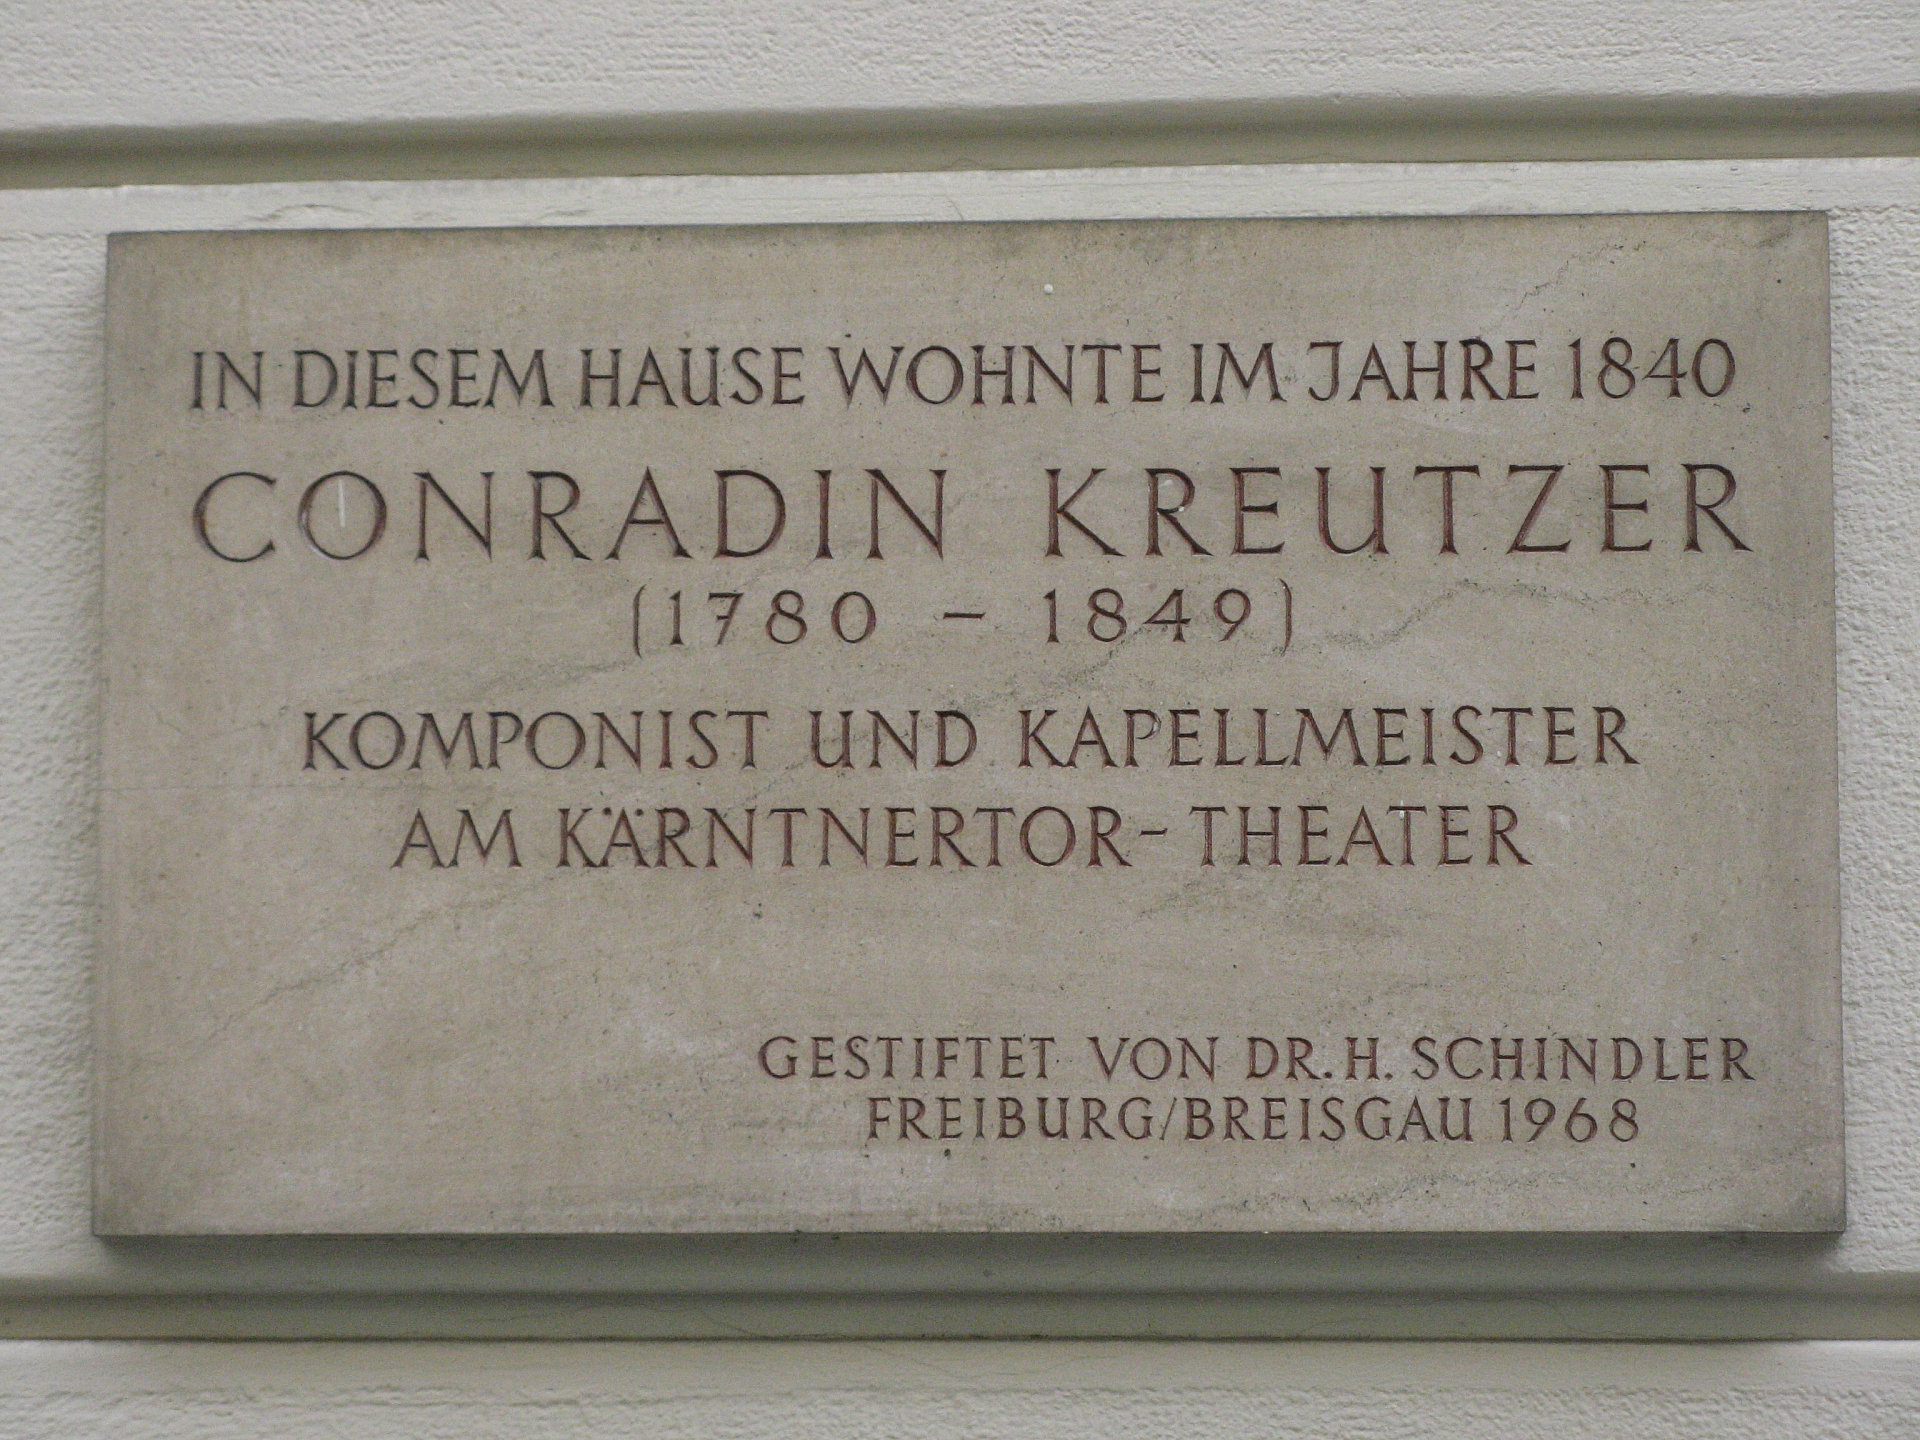 IN DIESEM HAUSE WOHNTE IM JAHRE 1840
CONRADIN KREUTZER
(1780 – 1849)
KOMPONIST UND KAPELLMEISTER
AM KÄRNTNERTOR-THEATER
GESTIFTET VON DR. H. SCHINDLER
FREIBURG/BREISGAU 1968